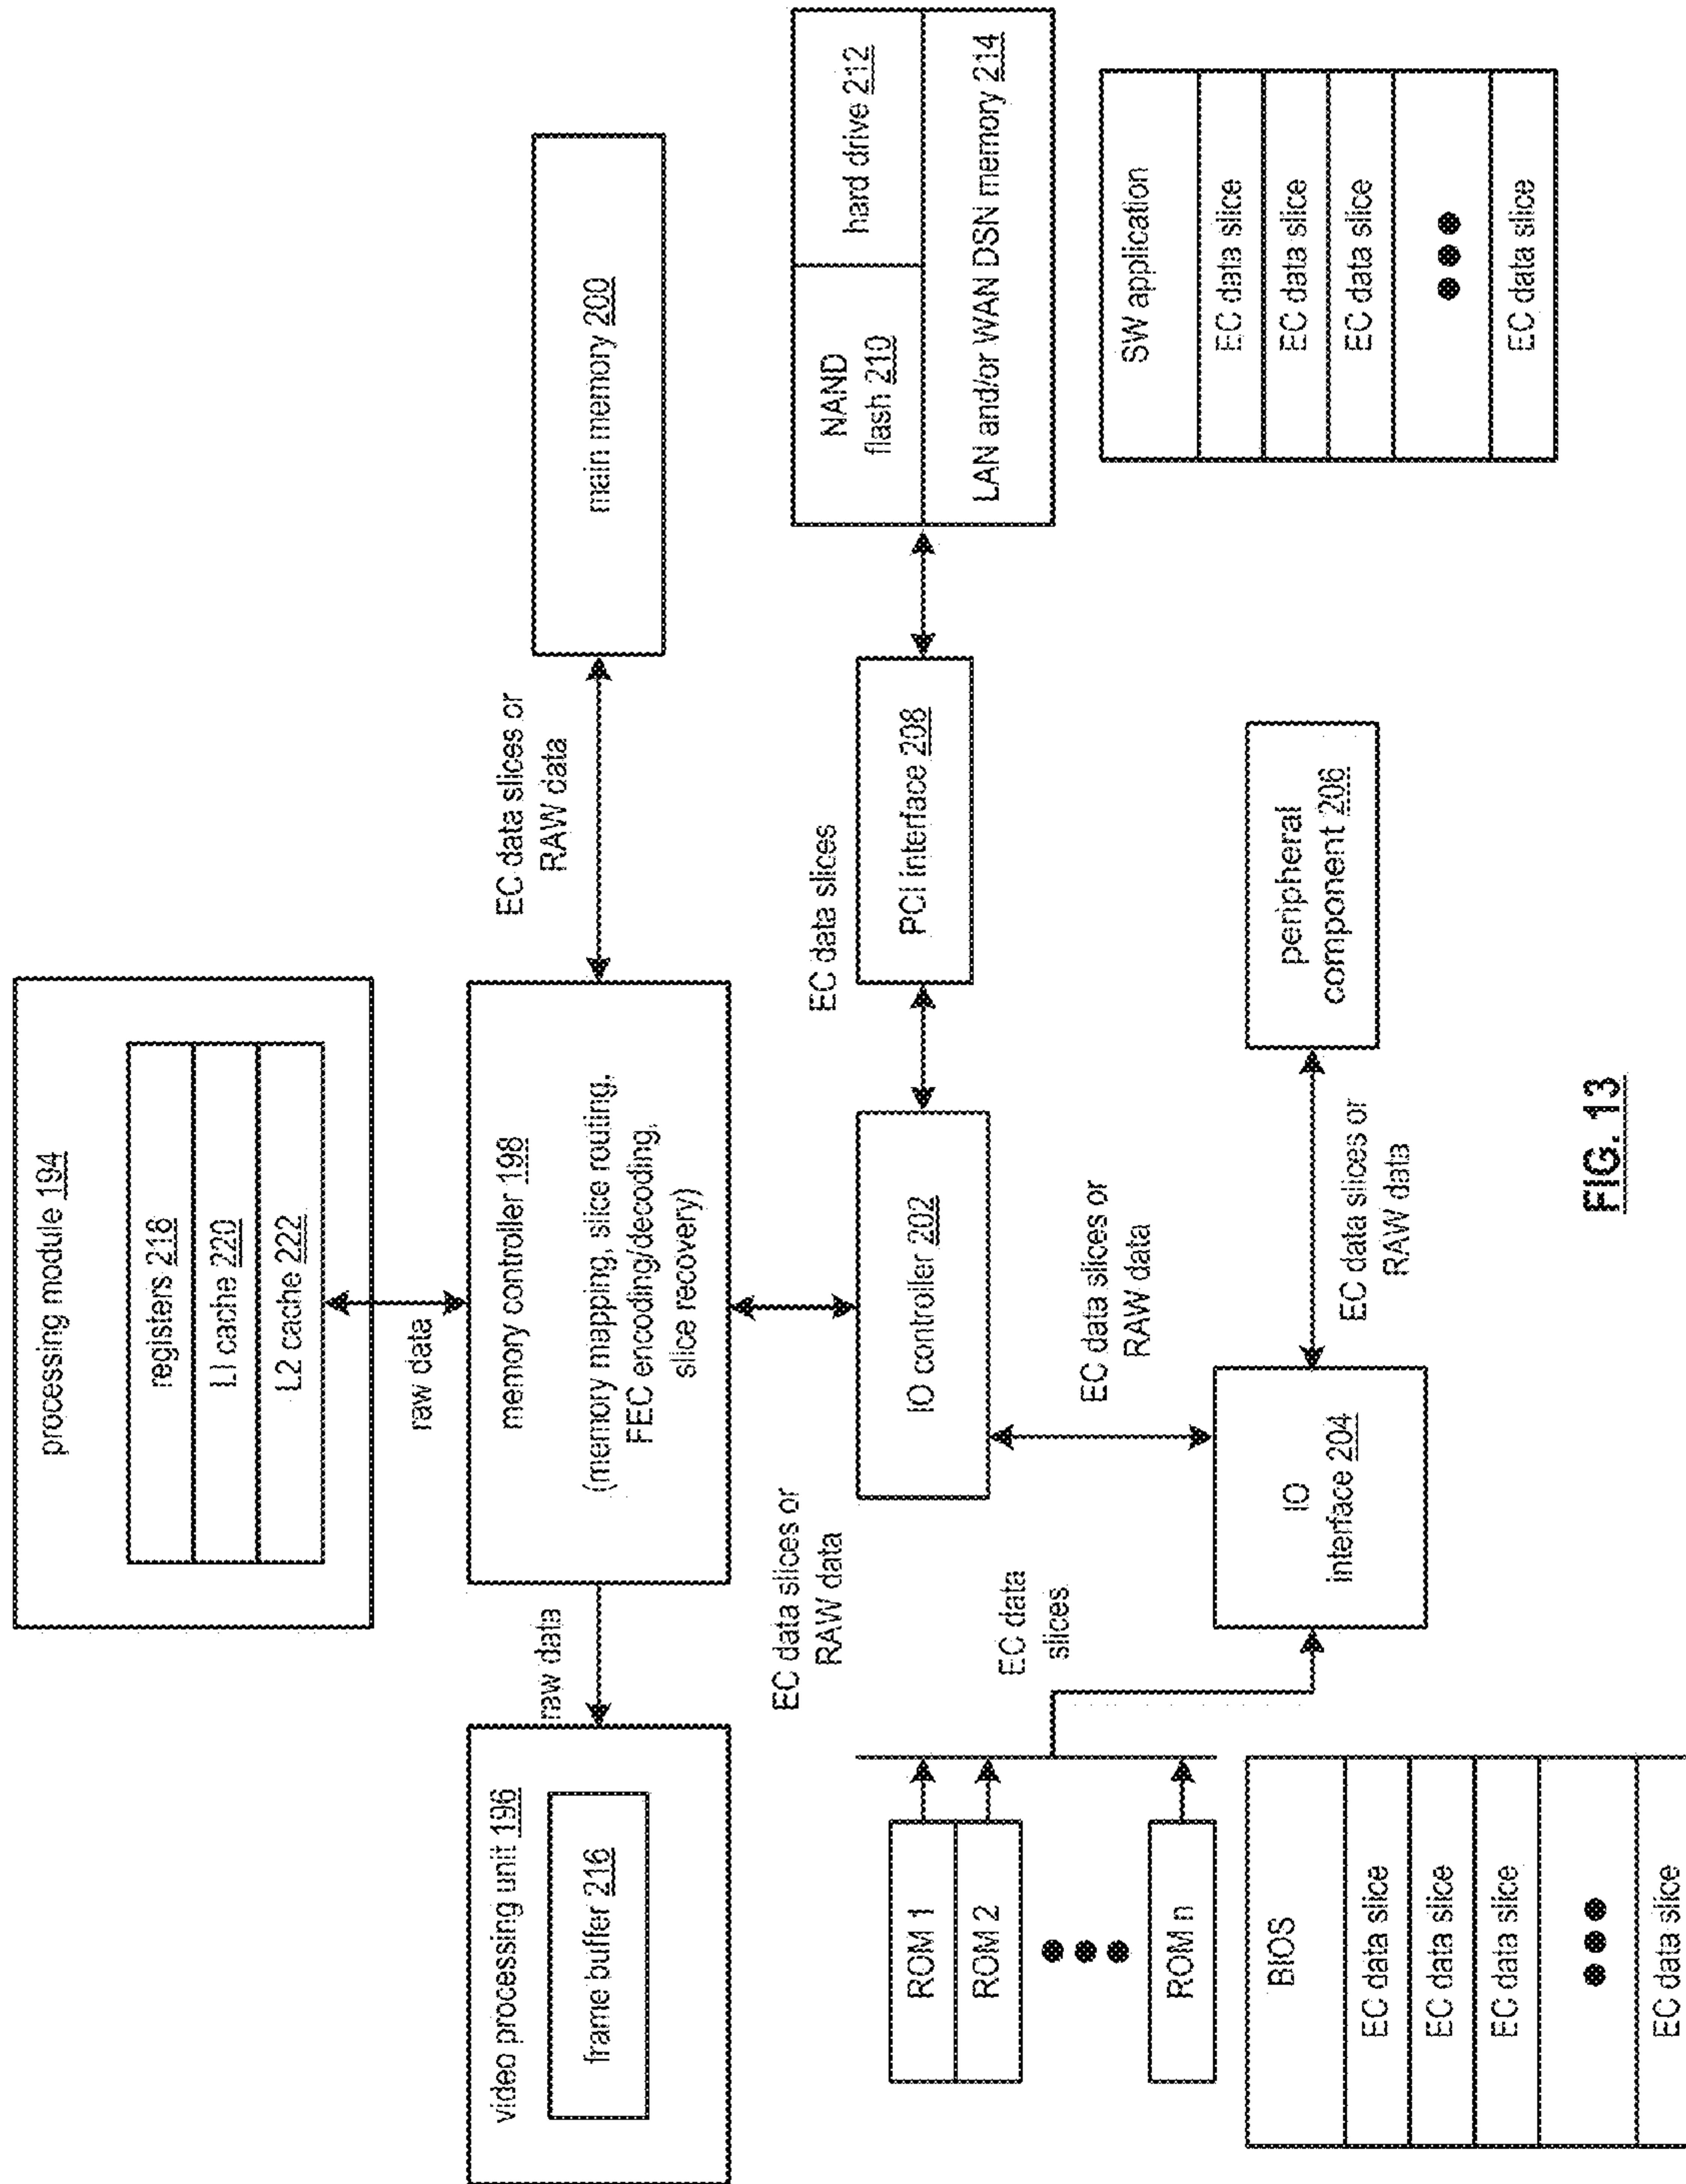 processing module 194
registers 218
L1 cache 220
L2 cache 222
raw data
video processing unit 196
frame buffer 216
raw data
memory controller 198
(memory mapping, slice routing,
FEC encoding/decoding,
slice recovery)
EC data slices or
RAW data
main memory 200
EC data slices or
RAW data
IO controller 202
EC data slices
PCI interface 208
NAND
flash 210
hard drive 212
LAN and/or WAN DSN memory 214
ROM 1
ROM 2
ROM n
EC data
slices
EC data slices or
RAW data
IO
interface 204
EC data slices or
RAW data
peripheral
component 206
BIOS
EC data slice
EC data slice
EC data slice
EC data slice
SW application
EC data slice
EC data slice
EC data slice
EC data slice
FIG. 13